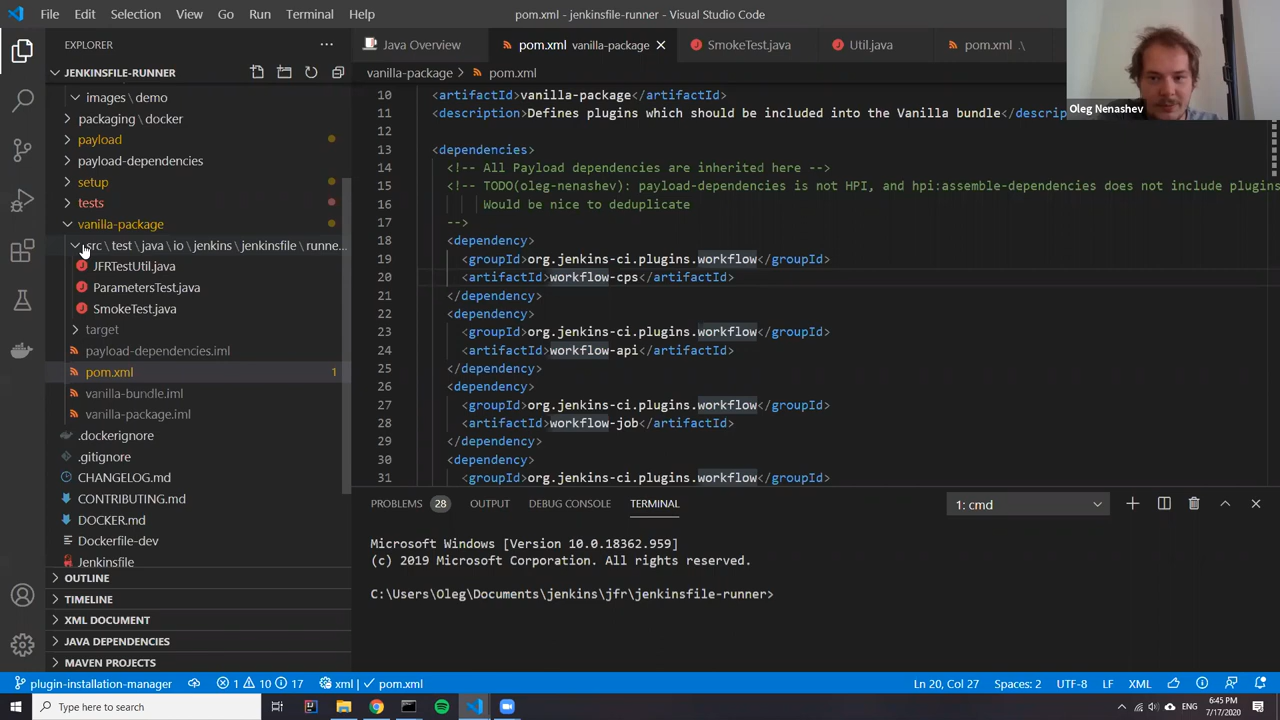 File Edit Selection View Go Run Terminal Help
pom.xml - jenkinsfile-runner - Visual Studio Code
EXPLORER
JENKINSFILE-RUNNER
images \ demo
packaging \ docker
payload
payload-dependencies
setup
tests
vanilla-package
src \ test \ java \ io \ jenkins \ jenkinsfile \ runne...
JFRTestUtil.java
ParametersTest.java
SmokeTest.java
target
payload-dependencies.iml
pom.xml 1
vanilla-bundle.iml
vanilla-package.iml
.dockerignore
.gitignore
CHANGELOG.md
CONTRIBUTING.md
DOCKER.md
Dockerfile-dev
Jenkinsfile
OUTLINE
TIMELINE
XML DOCUMENT
JAVA DEPENDENCIES
MAVEN PROJECTS
Java Overview
pom.xml vanilla-package
SmokeTest.java
Util.java
pom.xml .\
Oleg Nenashev
vanilla-package > pom.xml
10 <artifactId>vanilla-package</artifactId>
11 <description>Defines plugins which should be included into the Vanilla bundle</descrip
12
13 <dependencies>
14 <!-- All Payload dependencies are inherited here -->
15 <!-- TODO(oleg-nenashev): payload-dependencies is not HPI, and hpi:assemble-dependencies does not include plugins
16 Would be nice to deduplicate
17 -->
18 <dependency>
19 <groupId>org.jenkins-ci.plugins.workflow</groupId>
20 <artifactId>workflow-cps</artifactId>
21 </dependency>
22 <dependency>
23 <groupId>org.jenkins-ci.plugins.workflow</groupId>
24 <artifactId>workflow-api</artifactId>
25 </dependency>
26 <dependency>
27 <groupId>org.jenkins-ci.plugins.workflow</groupId>
28 <artifactId>workflow-job</artifactId>
29 </dependency>
30 <dependency>
31 <groupId>org.jenkins-ci.plugins.workflow</groupId>
PROBLEMS 28 OUTPUT DEBUG CONSOLE TERMINAL
1: cmd
Microsoft Windows [Version 10.0.18362.959]
(c) 2019 Microsoft Corporation. All rights reserved.
C:\Users\Oleg\Documents\jenkins\jfr\jenkinsfile-runner>
plugin-installation-manager 1 10 17 xml | pom.xml
Ln 20, Col 27 Spaces: 2 UTF-8 LF XML
Type here to search
ENG
6:45 PM
7/17/2020